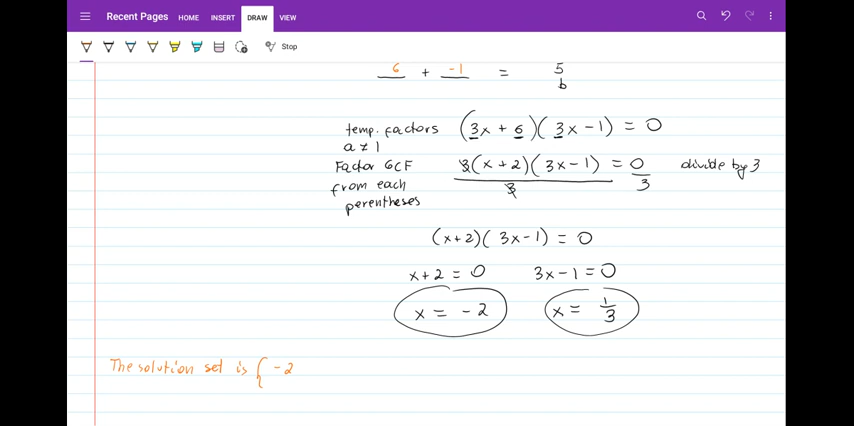 Recent Pages HOME INSERT DRAW VIEW
Stop
6 + -1 = 5
b
temp. factors (3x + 6)(3x - 1) = 0
a ≠ 1
Factor GCF 3(x + 2)(3x - 1) = 0 divide by 3
3 3
from each
perentheses
(x+2)(3x-1) = 0
x+2 = 0 3x-1 = 0
x = -2 x = 1/3
The solution set is { -2